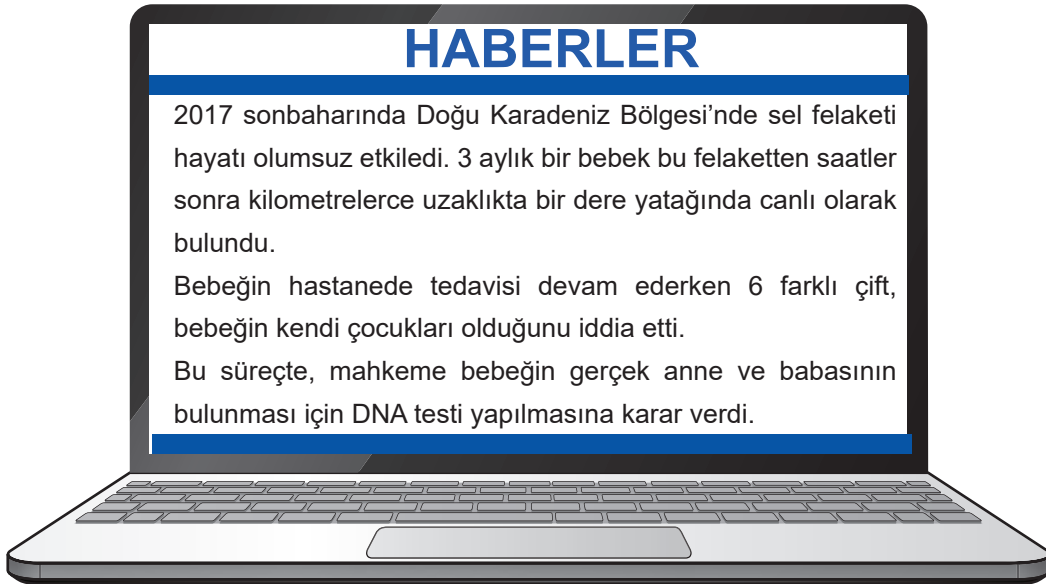 HABERLER
2017 sonbaharında Doğu Karadeniz Bölgesi’nde sel felaketi
hayatı olumsuz etkiledi. 3 aylık bir bebek bu felaketten saatler
sonra kilometrelerce uzaklıkta bir dere yatağında canlı olarak
bulundu.
Bebeğin hastanede tedavisi devam ederken 6 farklı çift,
bebeğin kendi çocukları olduğunu iddia etti.
Bu süreçte, mahkeme bebeğin gerçek anne ve babasının
bulunması için DNA testi yapılmasına karar verdi.